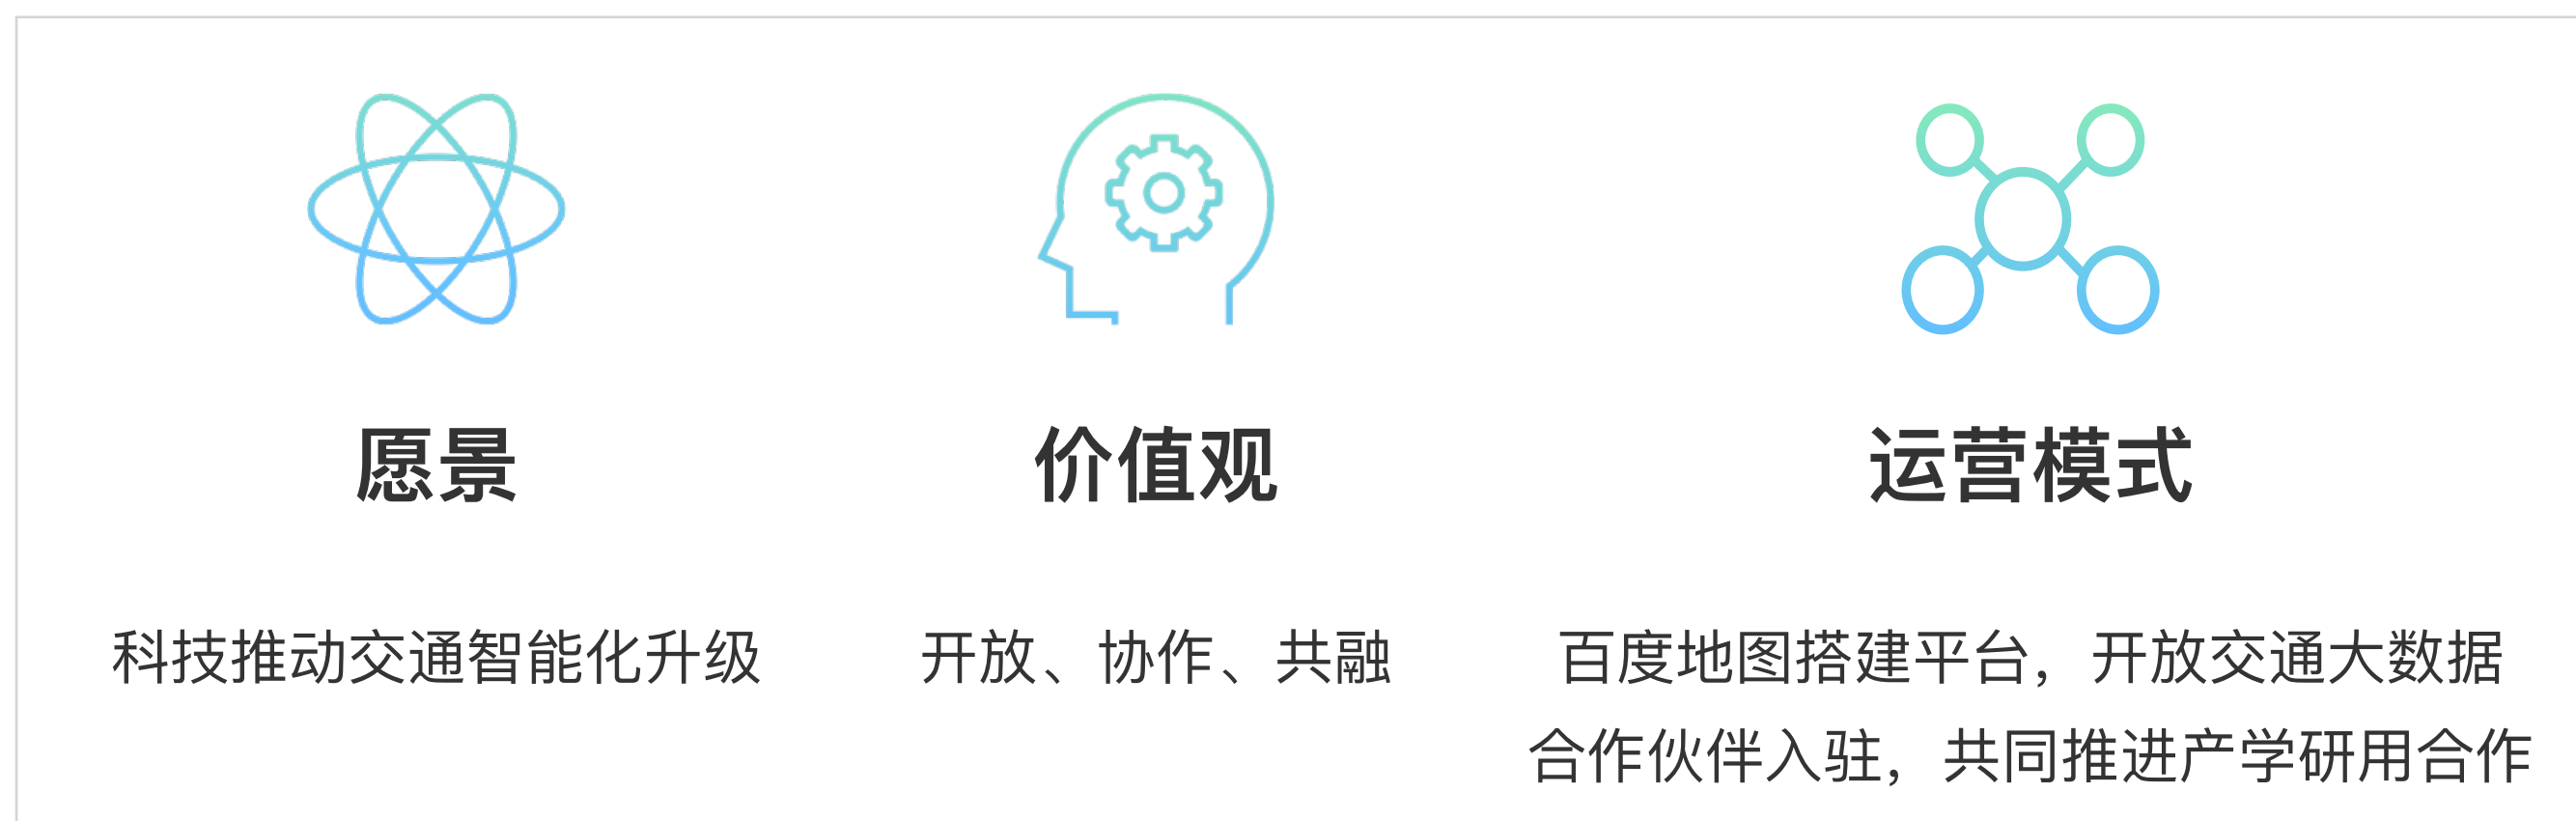 愿景
科技推动交通智能化升级
价值观
开放、协作、共融
运营模式
百度地图搭建平台，开放交通大数据
合作伙伴入驻，共同推进产学研用合作